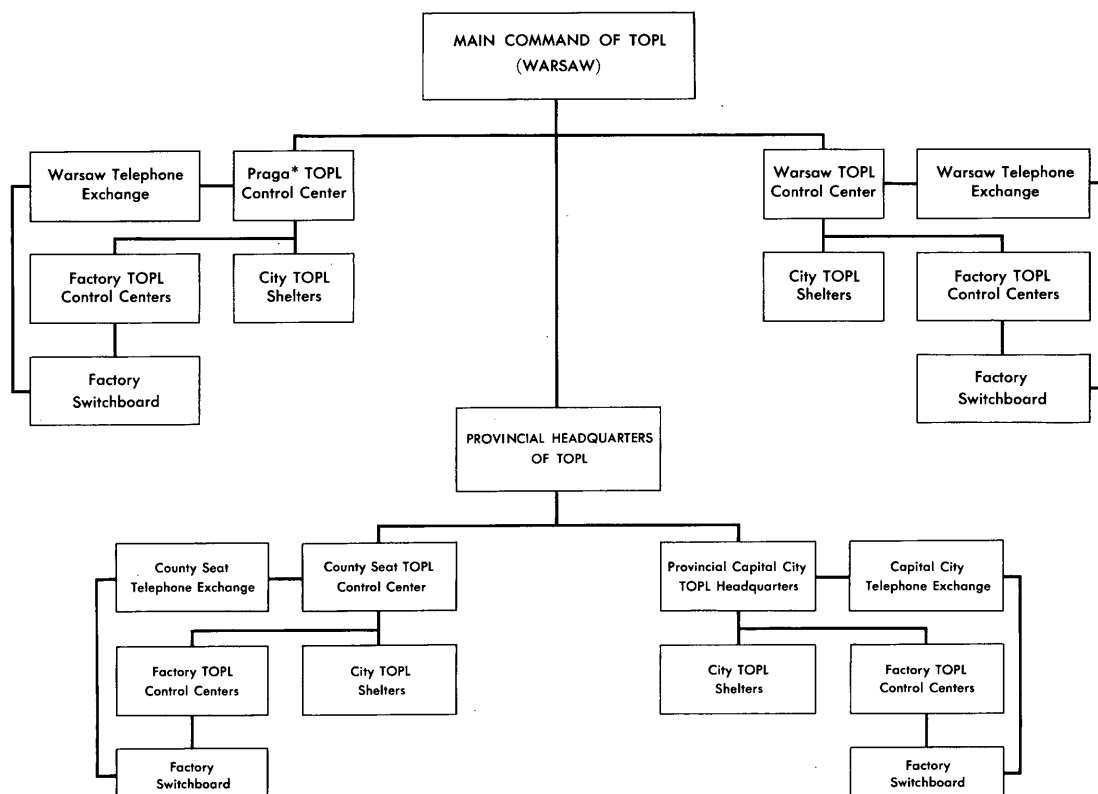 MAIN COMMAND OF TOPL
(WARSAW)
Warsaw Telephone
Exchange
Praga* TOPL
Control Center
Warsaw TOPL
Control Center
Warsaw Telephone
Exchange
Factory TOPL
Control Centers
City TOPL
Shelters
City TOPL
Shelters
Factory TOPL
Control Centers
Factory
Switchboard
Factory
Switchboard
PROVINCIAL HEADQUARTERS
OF TOPL
County Seat
Telephone Exchange
County Seat TOPL
Control Center
Provincial Capital City
TOPL Headquarters
Capital City
Telephone Exchange
Factory TOPL
Control Centers
City TOPL
Shelters
City TOPL
Shelters
Factory TOPL
Control Centers
Factory
Switchboard
Factory
Switchboard